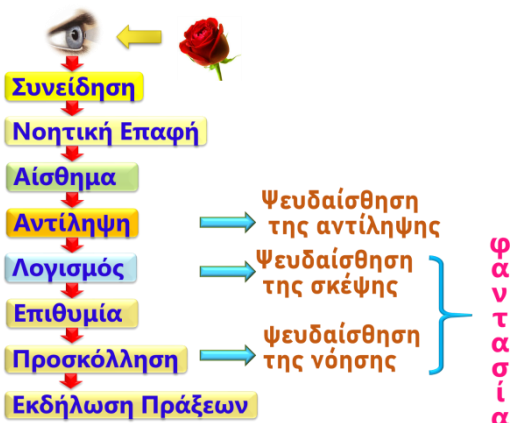 Συνείδηση
Νοητική Επαφή
Αίσθημα
Αντίληψη
Λογισμός
Επιθυμία
Προσκόλληση
Εκδήλωση Πράξεων
Ψευδαίσθηση
της αντίληψης
Ψευδαίσθηση
της σκέψης
ψευδαίσθηση
της νόησης
φαντασία